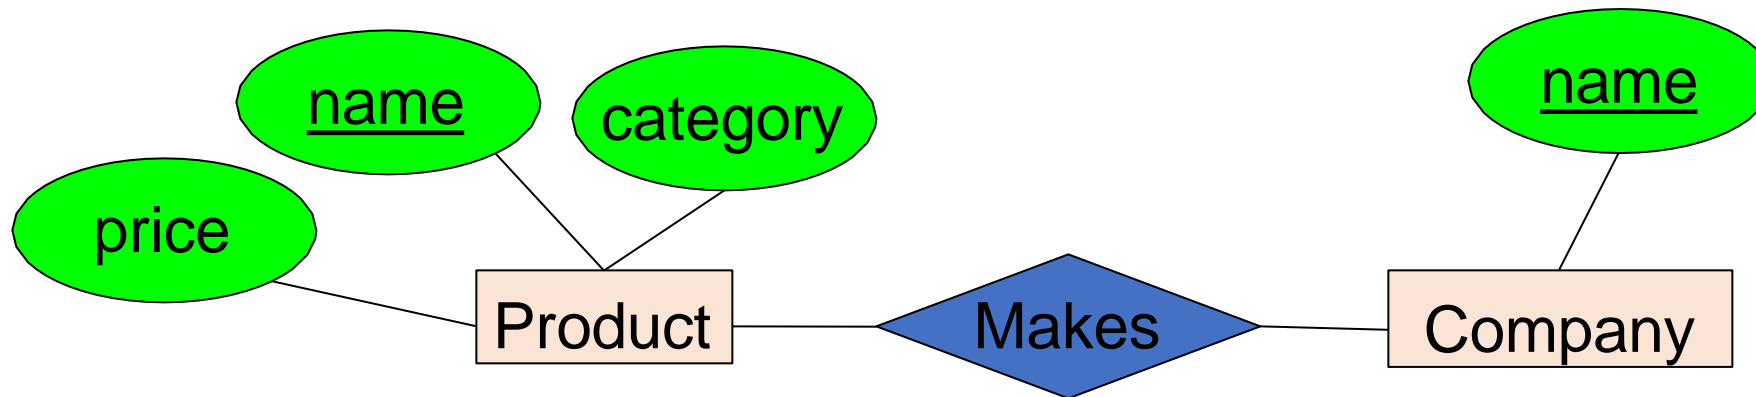 name
category
name
price
Product
Makes
Company